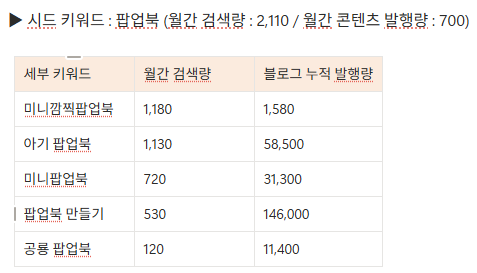 ▶ 시드 키워드 : 팝업북 (월간 검색량 : 2,110 / 월간 콘텐츠 발행량 : 700)
세부 키워드 월간 검색량 블로그 누적 발행량
미니깜찍팝업북 1,180 1,580
아기 팝업북 1,130 58,500
미니팝업북 720 31,300
팝업북 만들기 530 146,000
공룡 팝업북 120 11,400